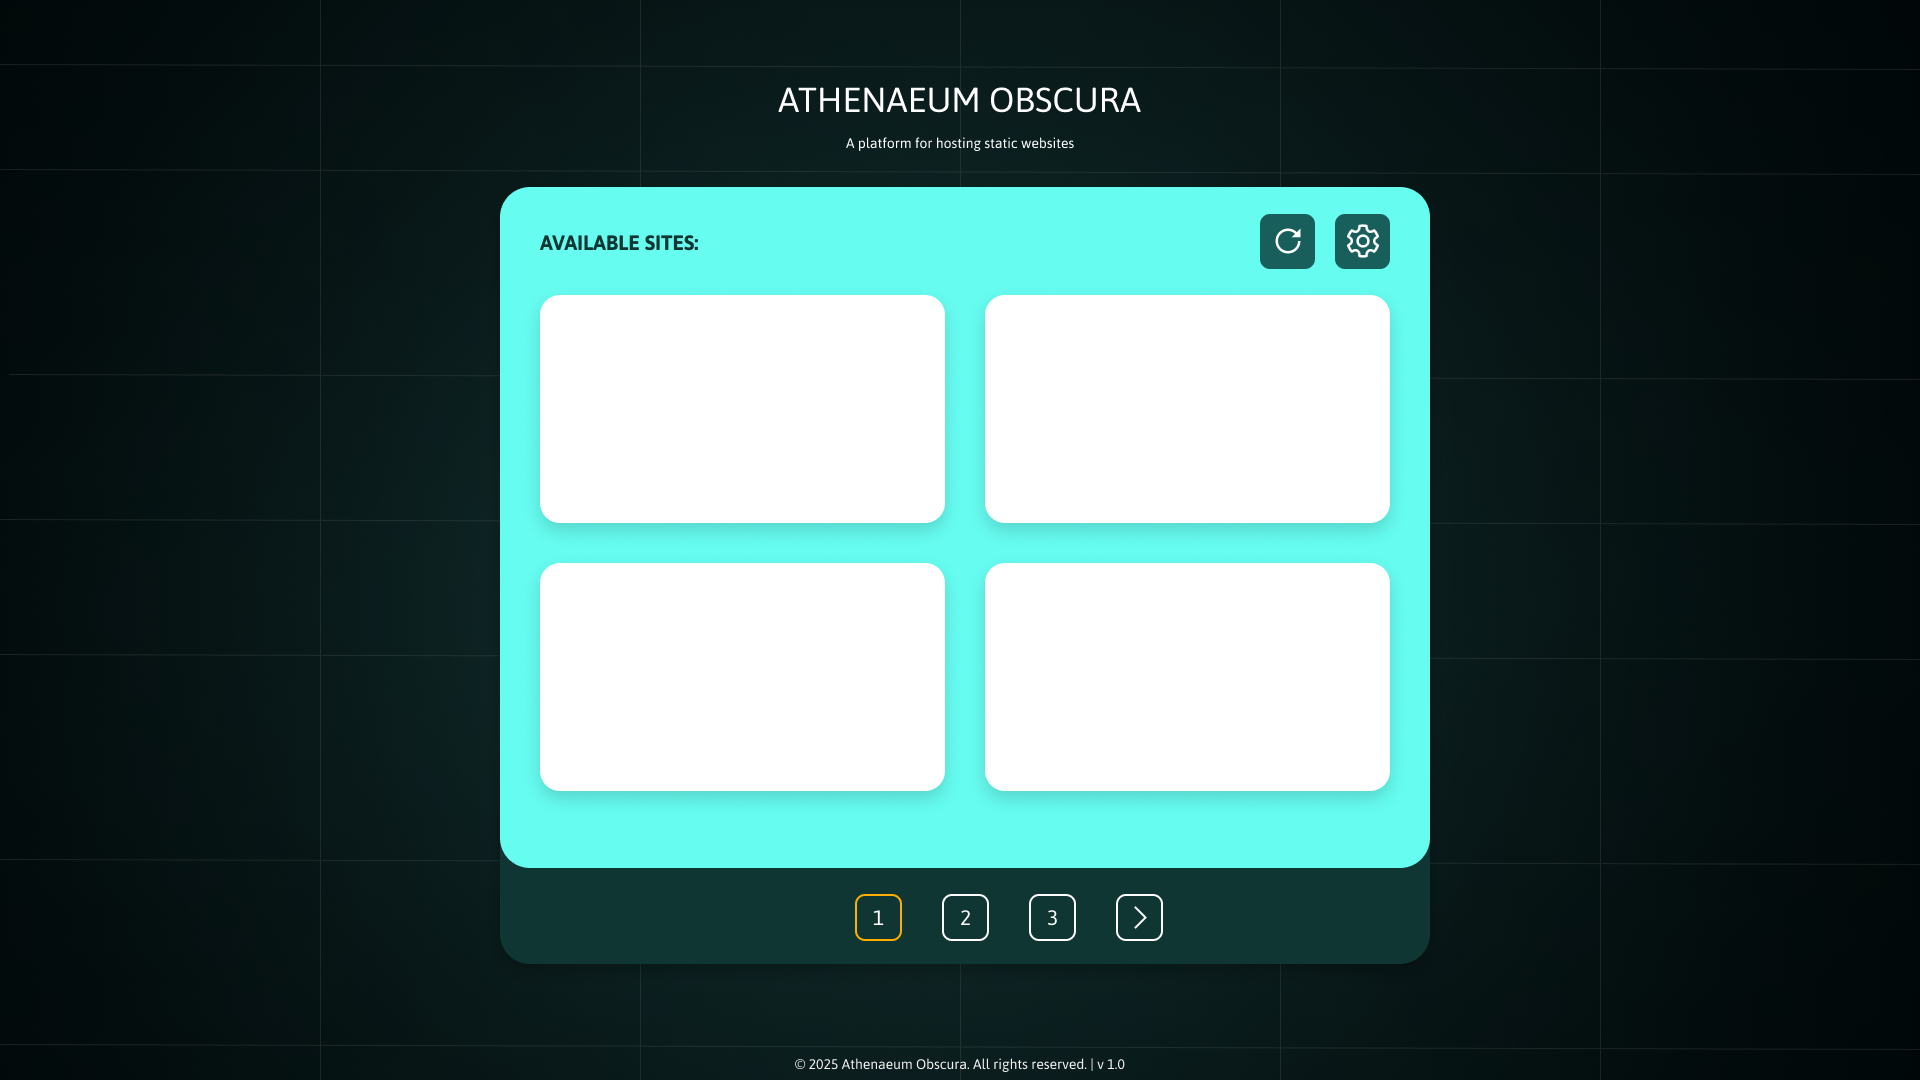 ATHENAEUM OBSCURA
A platform for hosting static websites
AVAILABLE SITES:
1 2 3
© 2025 Athenaeum Obscura. All rights reserved. | v 1.0